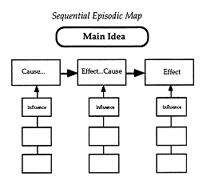 Sequential Episodic Map
Main Idea
Cause... Effect...Cause Effect
Influence Influence Influence